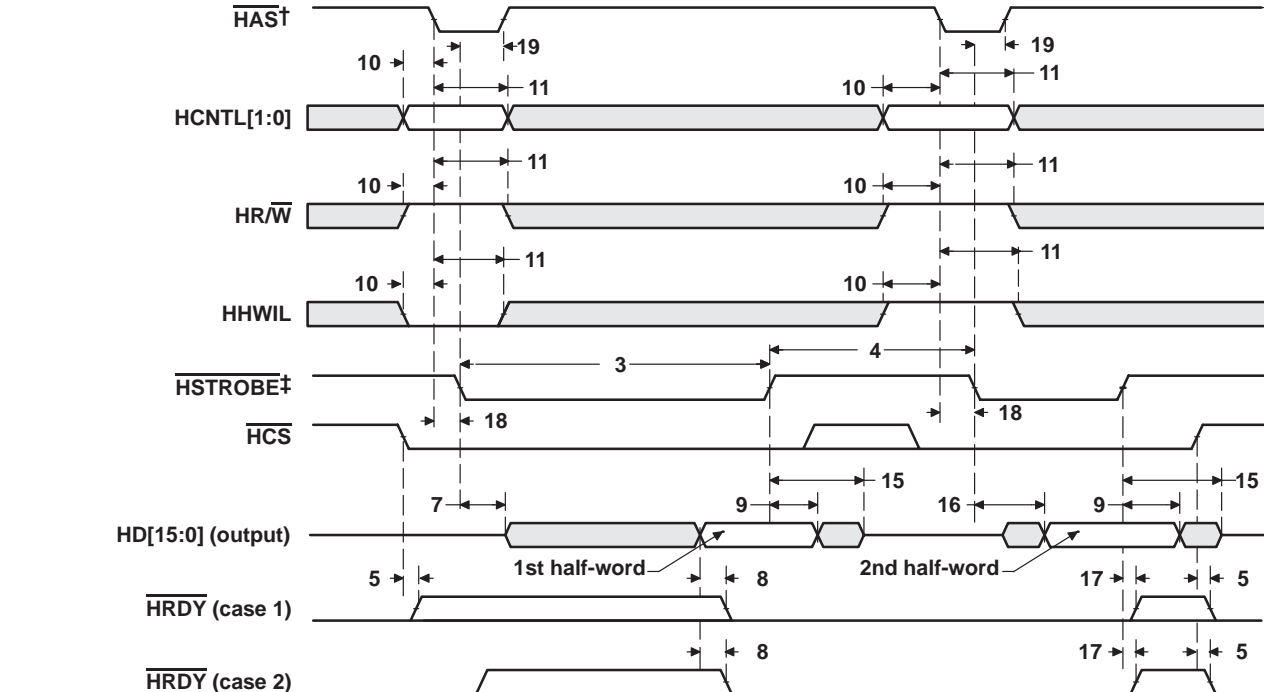 HAS†
19
19
10
11
11
10
HCNTL[1:0]
11
11
10
10
HR/W
11
11
10
10
HHWIL
3
4
HSTROBE‡
18
18
HCS
15
15
7
9
16
9
HD[15:0] (output)
1st half-word
2nd half-word
5
8
17
5
HRDY (case 1)
8
17
5
HRDY (case 2)